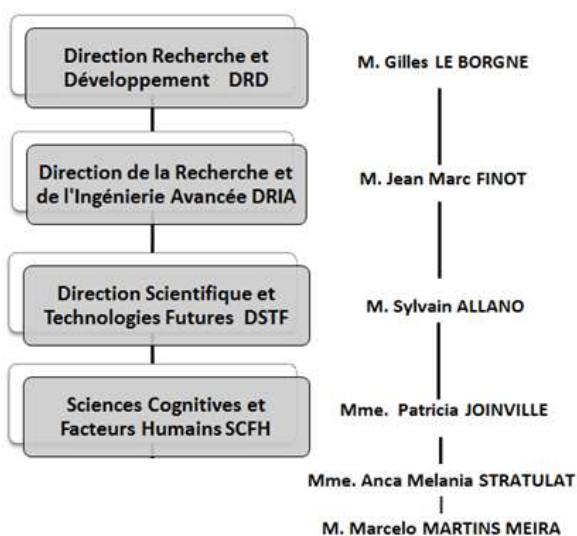 Direction Recherche et
Développement DRD
M. Gilles LE BORGNE
Direction de la Recherche et
de l'Ingénierie Avancée DRIA
M. Jean Marc FINOT
Direction Scientifique et
Technologies Futures DSTF
M. Sylvain ALLANO
Sciences Cognitives et
Facteurs Humains SCFH
Mme. Patricia JOINVILLE
Mme. Anca Melania STRATULAT
M. Marcelo MARTINS MEIRA